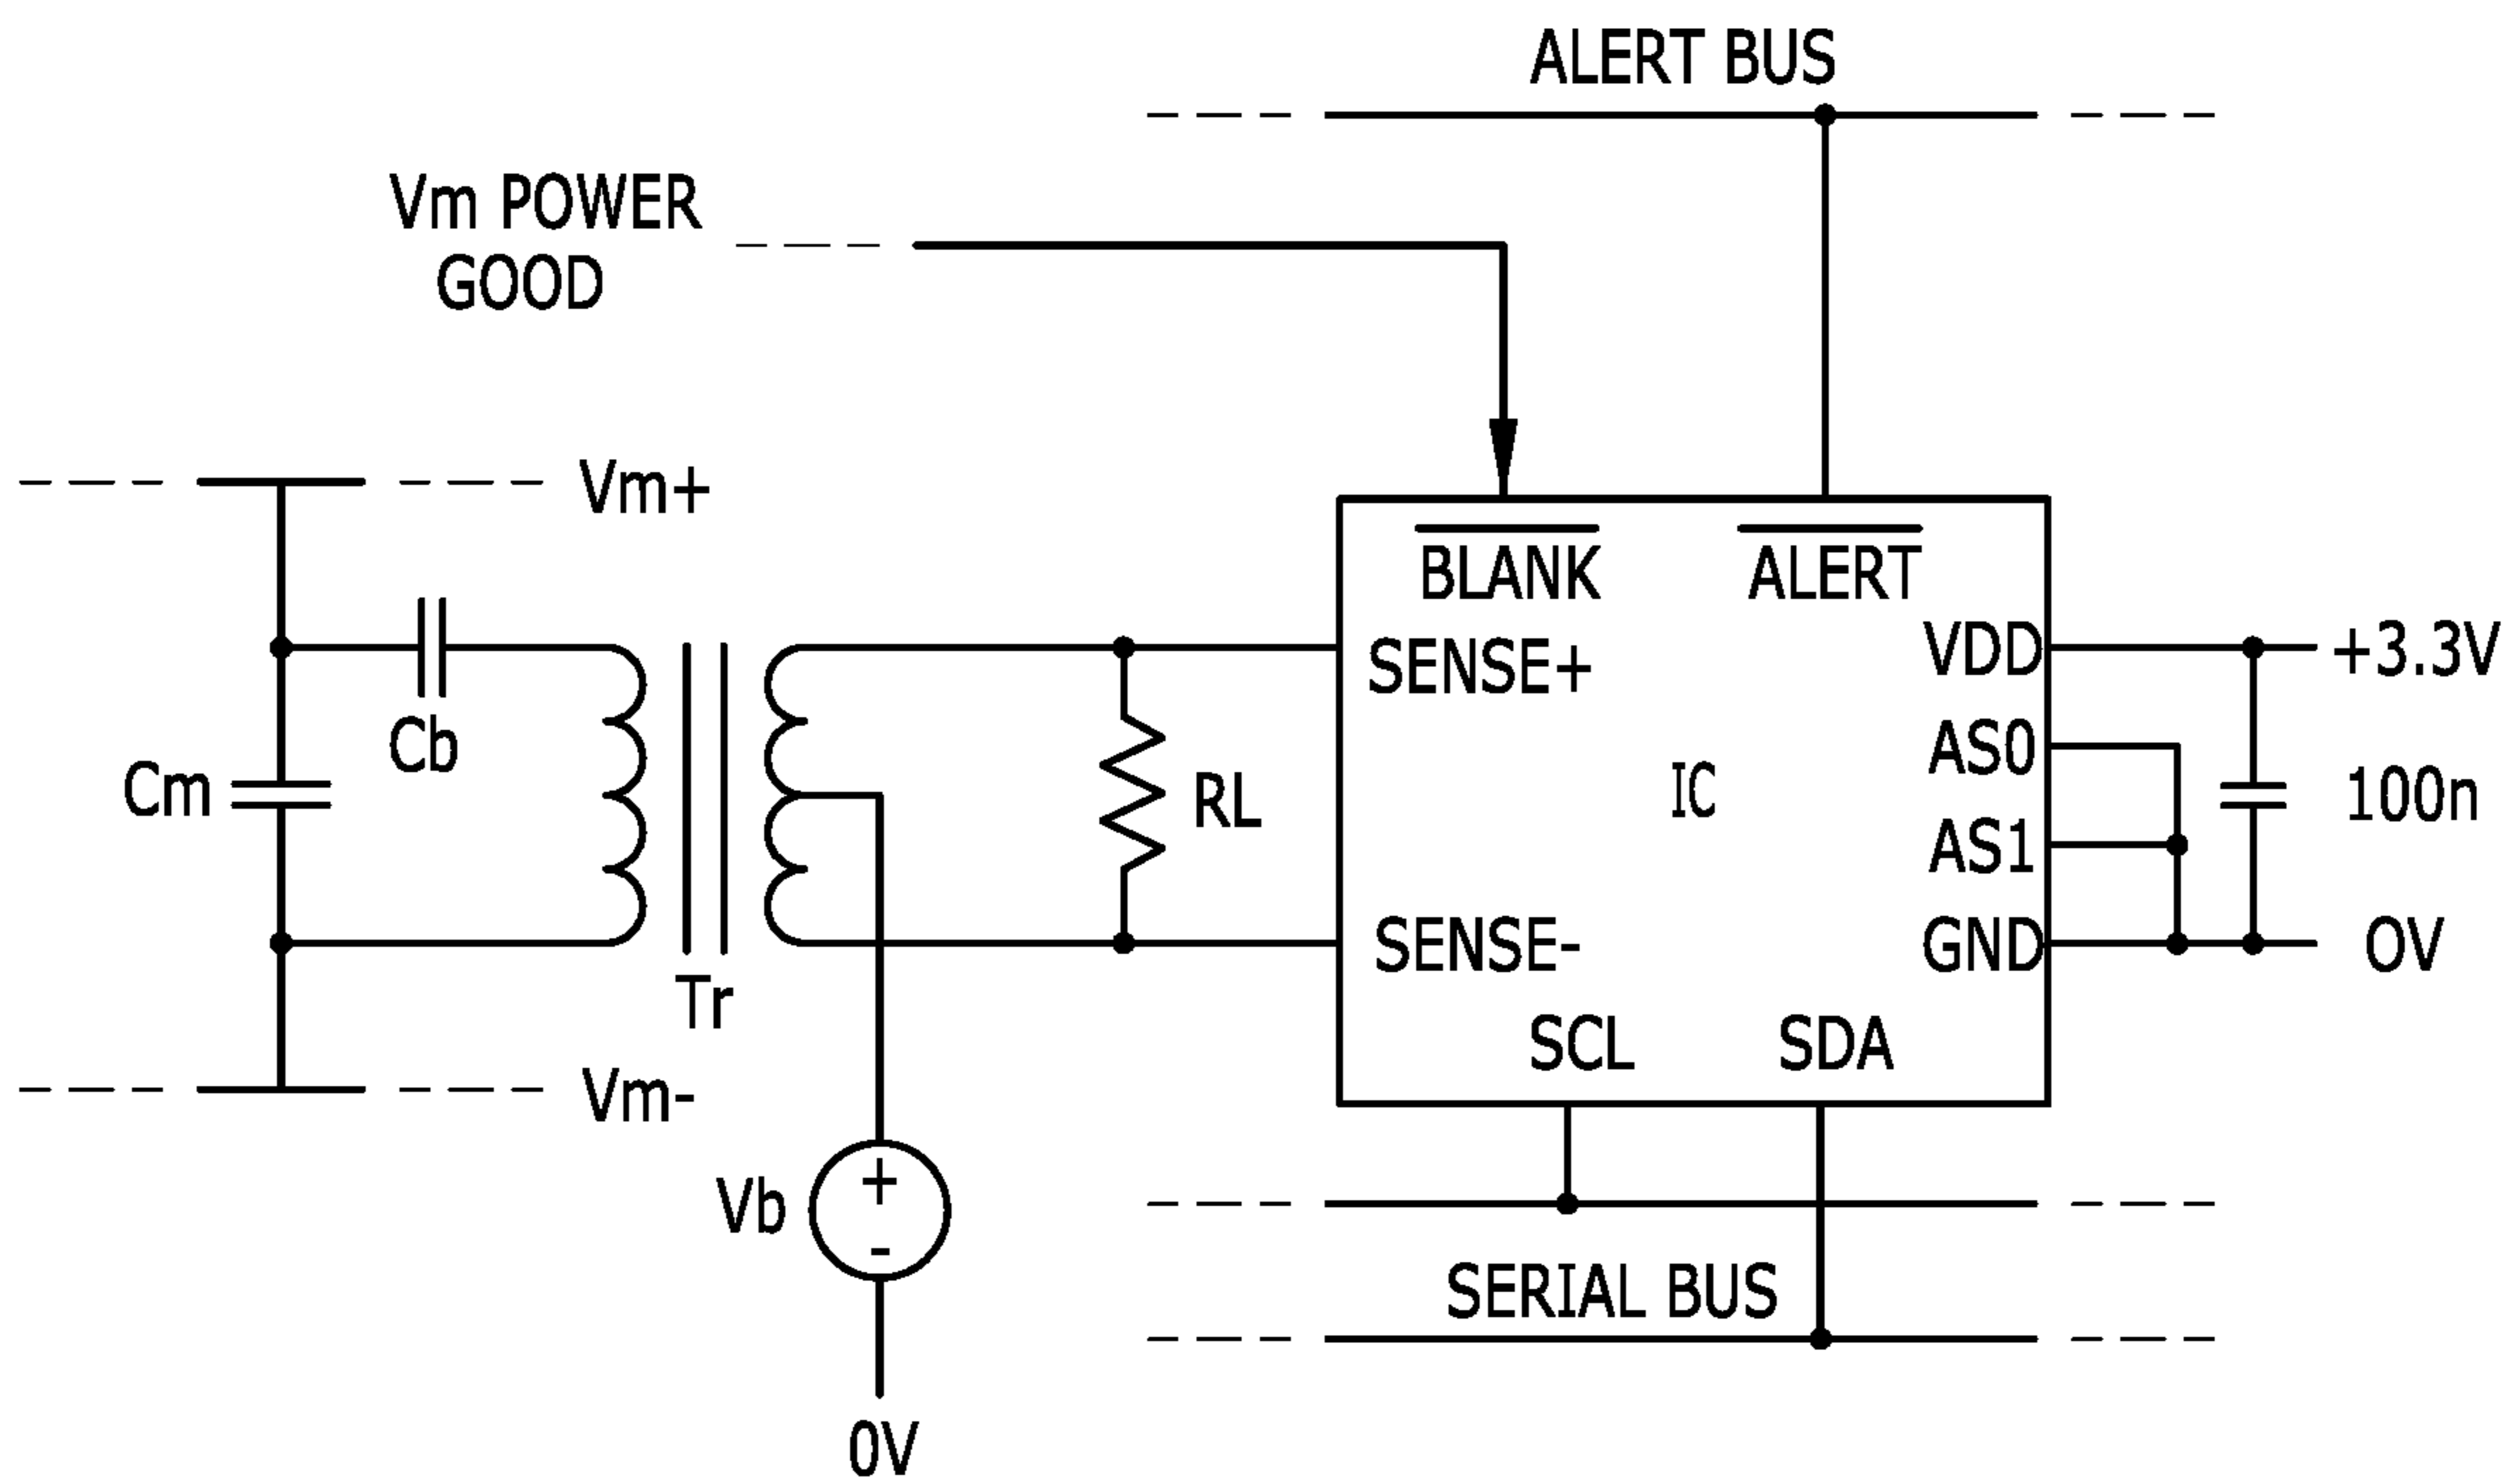 ALERT BUS
Vm POWER
GOOD
Vm+
BLANK
ALERT
SENSE+
VDD
+3.3V
Cb
AS0
Cm
RL
IC
100n
AS1
SENSE-
GND
0V
Tr
SCL
SDA
Vm-
Vb
+
-
SERIAL BUS
0V